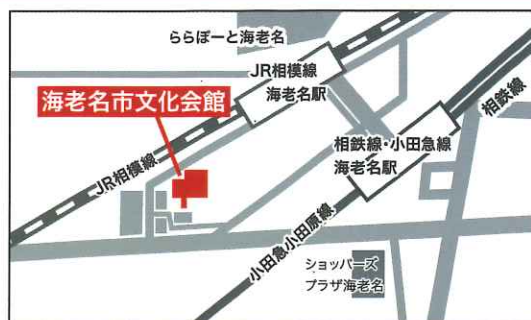 ららぽーと海老名
JR相模線
海老名駅
海老名市文化会館
相鉄線・小田急線
海老名駅
相鉄線
JR相模線
小田急小田原線
ショッパーズ
プラザ海老名